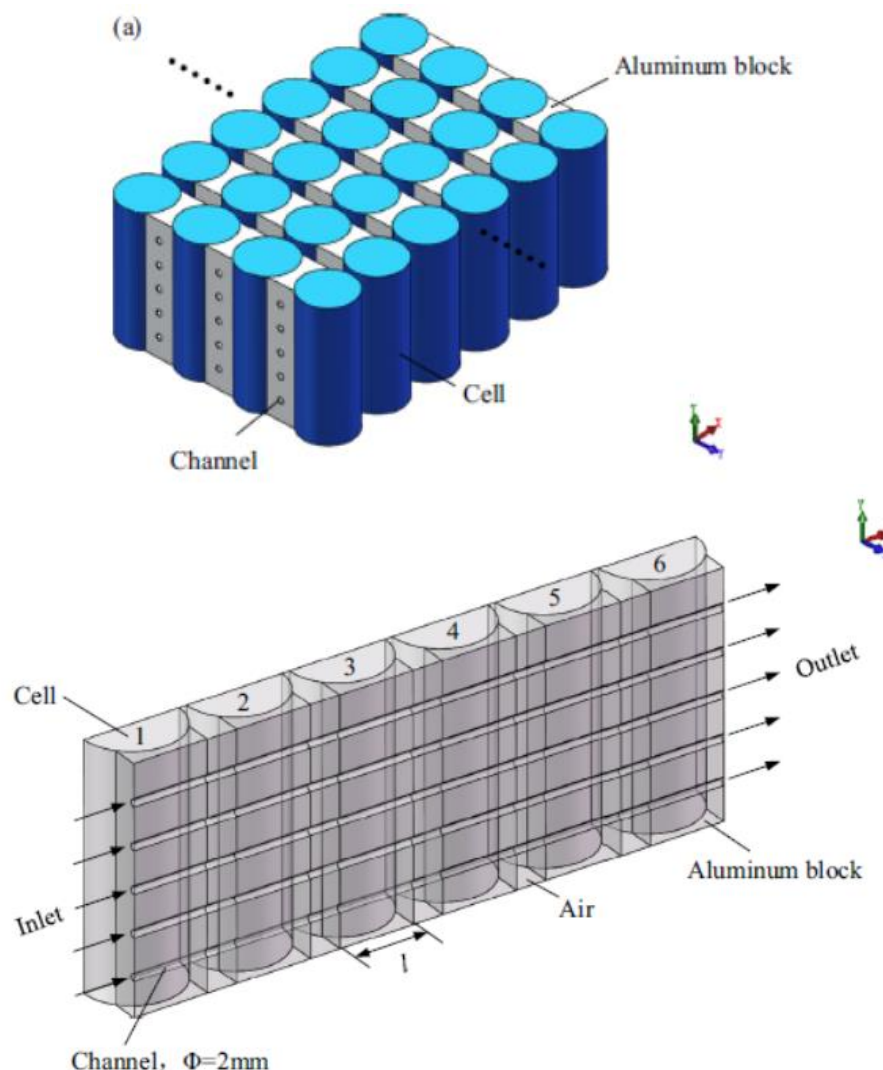 (a)
Aluminum block
Cell
Channel
Y
X
Y
Cell
1
2
3
4
5
6
Outlet
Aluminum block
Air
Inlet
l
Channel, Φ=2mm